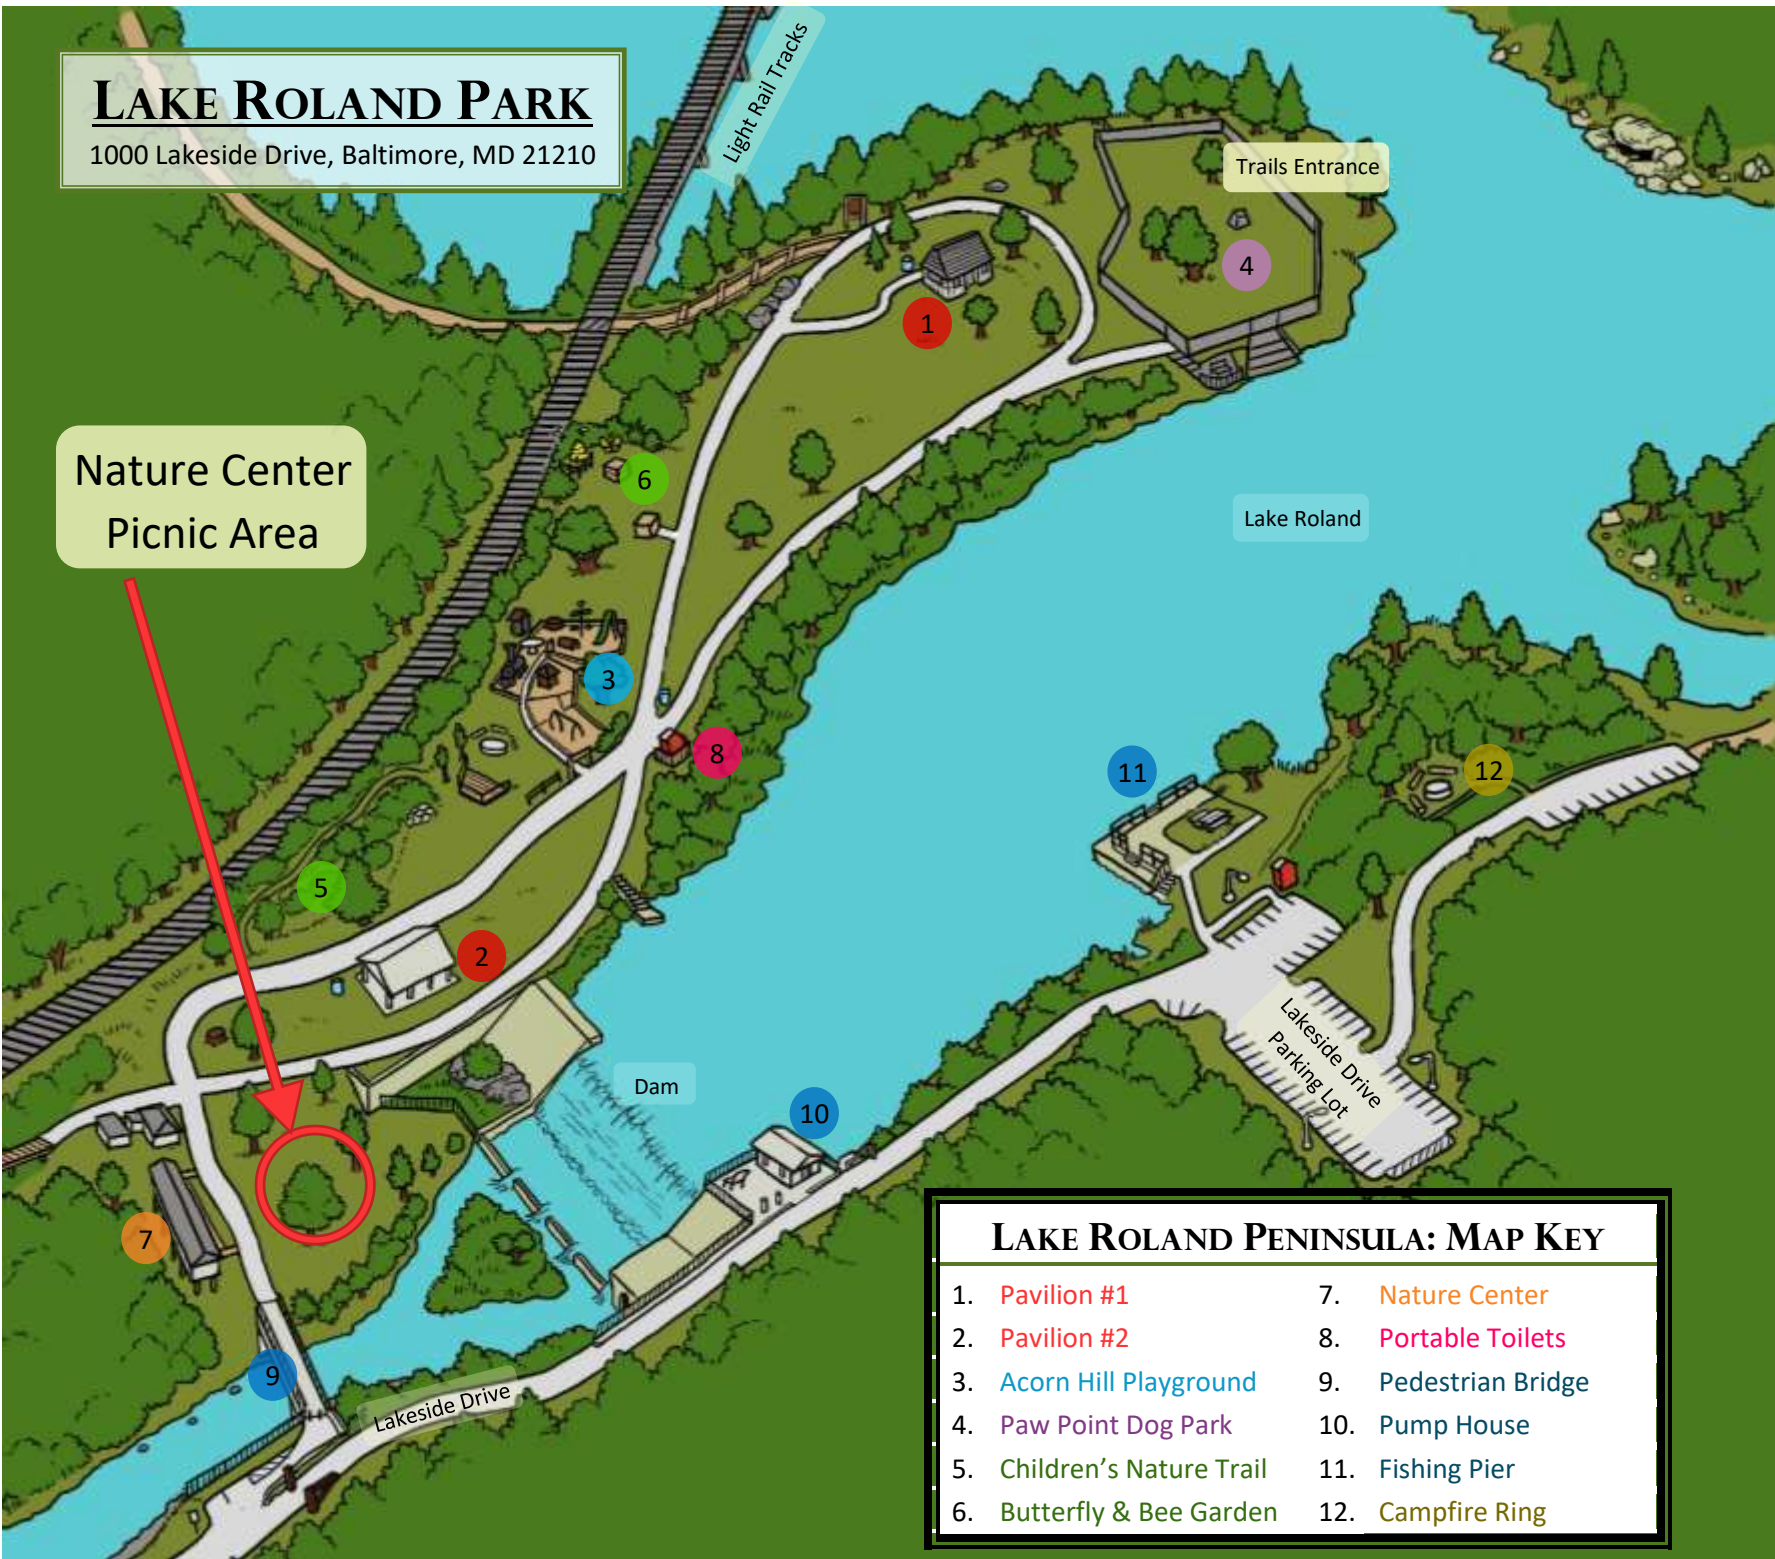 LAKE ROLAND PARK
1000 Lakeside Drive, Baltimore, MD 21210
Light Rail Tracks
Trails Entrance
4
1
Nature Center
Picnic Area
6
Lake Roland
3
8
11
12
5
2
Lakeside Drive
Parking Lot
Dam
10
7
9
Lakeside Drive
LAKE ROLAND PENINSULA: MAP KEY
1. Pavilion #1
2. Pavilion #2
3. Acorn Hill Playground
4. Paw Point Dog Park
5. Children's Nature Trail
6. Butterfly & Bee Garden
7. Nature Center
8. Portable Toilets
9. Pedestrian Bridge
10. Pump House
11. Fishing Pier
12. Campfire Ring